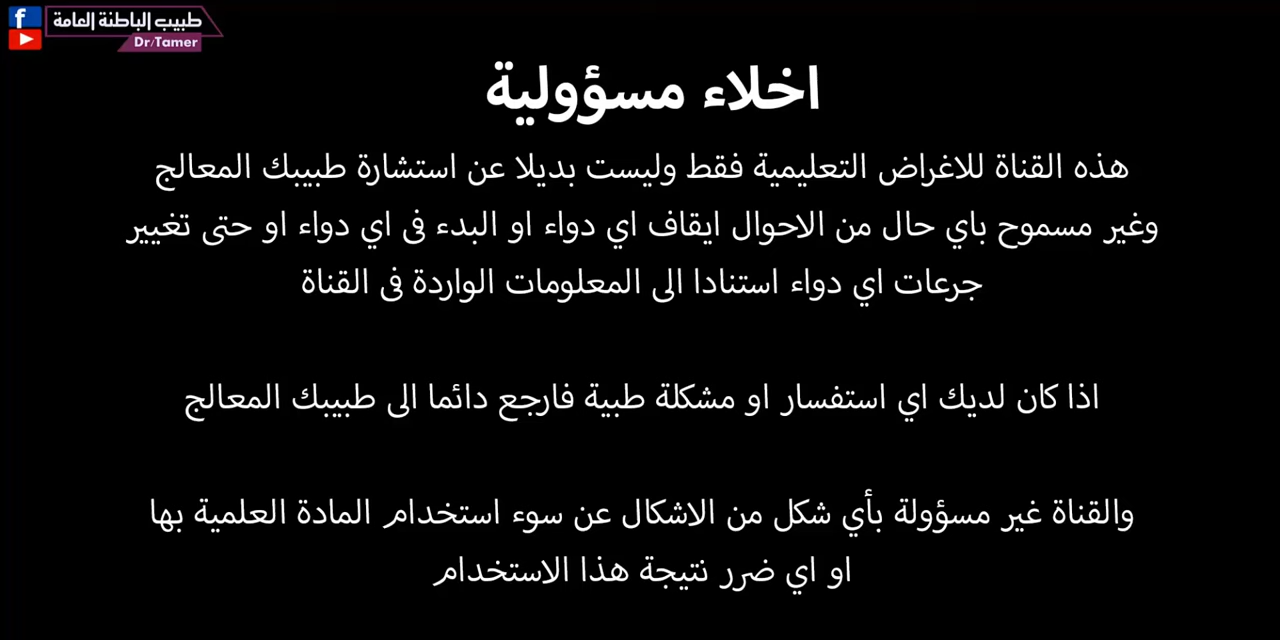 طبيب الباطنة العامة
Dr/Tamer
اخلاء مسؤولية
هذه القناة للاغراض التعليمية فقط وليست بديلا عن استشارة طبيبك المعالج
وغير مسموح باي حال من الاحوال ايقاف اي دواء او البدء فى اي دواء او حتى تغيير
جرعات اي دواء استنادا الى المعلومات الواردة فى القناة
اذا كان لديك اي استفسار او مشكلة طبية فارجع دائما الى طبيبك المعالج
والقناة غير مسؤولة بأي شكل من الاشكال عن سوء استخدام المادة العلمية بها
او اي ضرر نتيجة هذا الاستخدام